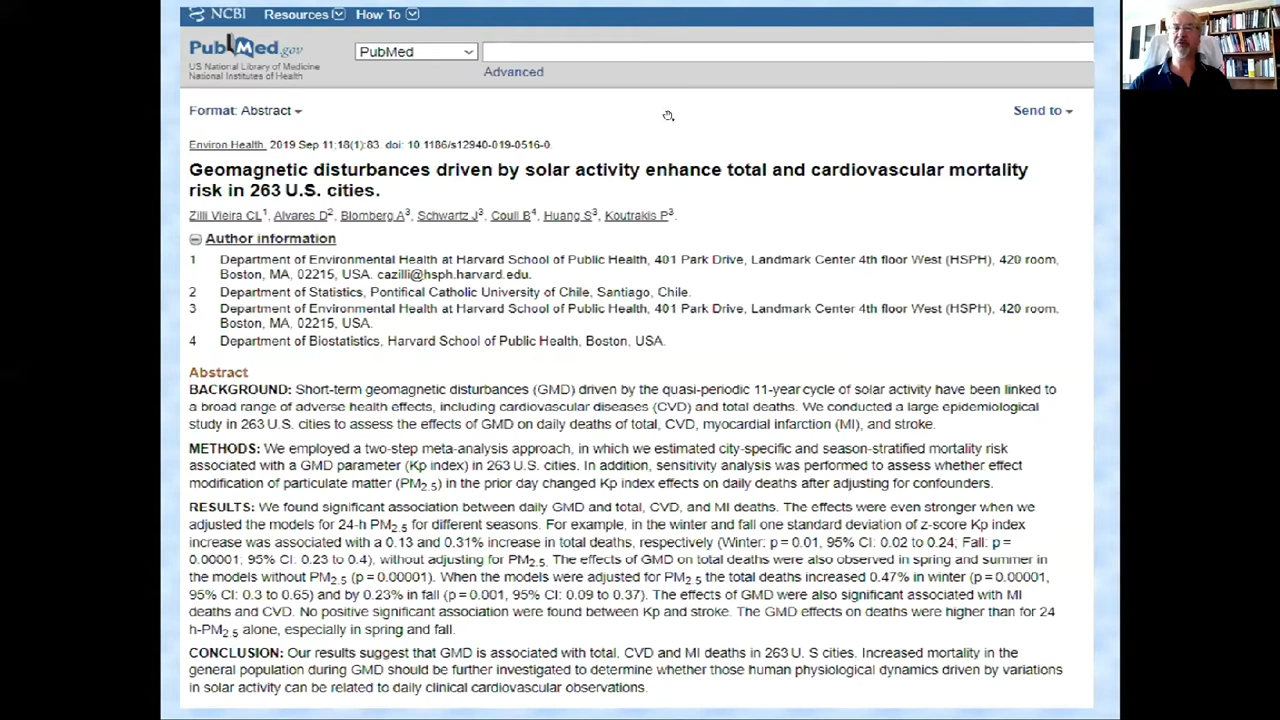 NCBI Resources How To
PubMed.gov
US National Library of Medicine
National Institutes of Health
PubMed
Advanced
Format: Abstract
Send to
Environ Health. 2019 Sep 11;18(1):83. doi: 10.1186/s12940-019-0516-0.
Geomagnetic disturbances driven by solar activity enhance total and cardiovascular mortality
risk in 263 U.S. cities.
Zilli Vieira CL1, Alvares D2, Blomberg A3, Schwartz J3, Coull B4, Huang S3, Koutrakis P3.
Author information
1 Department of Environmental Health at Harvard School of Public Health, 401 Park Drive, Landmark Center 4th floor West (HSPH), 420 room,
Boston, MA, 02215, USA. cazilli@hsph.harvard.edu.
2 Department of Statistics, Pontifical Catholic University of Chile, Santiago, Chile.
3 Department of Environmental Health at Harvard School of Public Health, 401 Park Drive, Landmark Center 4th floor West (HSPH), 420 room,
Boston, MA, 02215, USA.
4 Department of Biostatistics, Harvard School of Public Health, Boston, USA.
Abstract
BACKGROUND: Short-term geomagnetic disturbances (GMD) driven by the quasi-periodic 11-year cycle of solar activity have been linked to
a broad range of adverse health effects, including cardiovascular diseases (CVD) and total deaths. We conducted a large epidemiological
study in 263 U.S. cities to assess the effects of GMD on daily deaths of total, CVD, myocardial infarction (MI), and stroke.
METHODS: We employed a two-step meta-analysis approach, in which we estimated city-specific and season-stratified mortality risk
associated with a GMD parameter (Kp index) in 263 U.S. cities. In addition, sensitivity analysis was performed to assess whether effect
modification of particulate matter (PM2.5) in the prior day changed Kp index effects on daily deaths after adjusting for confounders.
RESULTS: We found significant association between daily GMD and total, CVD, and MI deaths. The effects were even stronger when we
adjusted the models for 24-h PM2.5 for different seasons. For example, in the winter and fall one standard deviation of z-score Kp index
increase was associated with a 0.13 and 0.31% increase in total deaths, respectively (Winter: p = 0.01, 95% CI: 0.02 to 0.24; Fall: p =
0.00001; 95% CI: 0.23 to 0.4), without adjusting for PM2.5. The effects of GMD on total deaths were also observed in spring and summer in
the models without PM2.5 (p = 0.00001). When the models were adjusted for PM2.5 the total deaths increased 0.47% in winter (p = 0.00001,
95% CI: 0.3 to 0.65) and by 0.23% in fall (p = 0.001, 95% CI: 0.09 to 0.37). The effects of GMD were also significant associated with MI
deaths and CVD. No positive significant association were found between Kp and stroke. The GMD effects on deaths were higher than for 24
h-PM2.5 alone, especially in spring and fall.
CONCLUSION: Our results suggest that GMD is associated with total, CVD and MI deaths in 263 U. S cities. Increased mortality in the
general population during GMD should be further investigated to determine whether those human physiological dynamics driven by variations
in solar activity can be related to daily clinical cardiovascular observations.